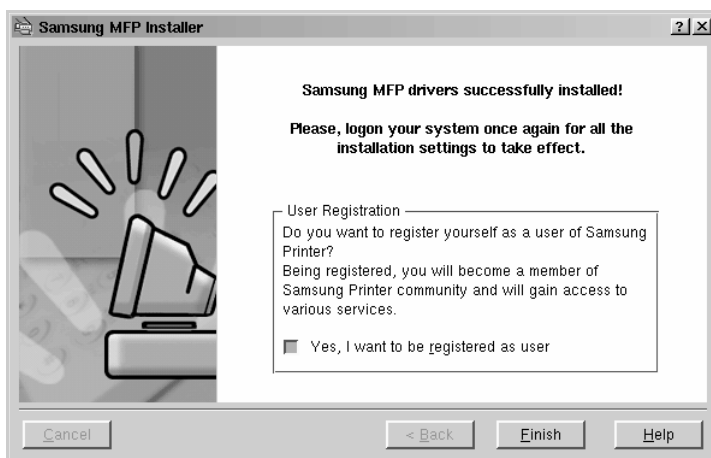 Samsung MFP Installer
Samsung MFP drivers successfully installed!
Please, logon your system once again for all the
installation settings to take effect.
User Registration
Do you want to register yourself as a user of Samsung
Printer?
Being registered, you will become a member of
Samsung Printer community and will gain access to
various services.
Yes, I want to be registered as user
Cancel
< Back
Finish
Help